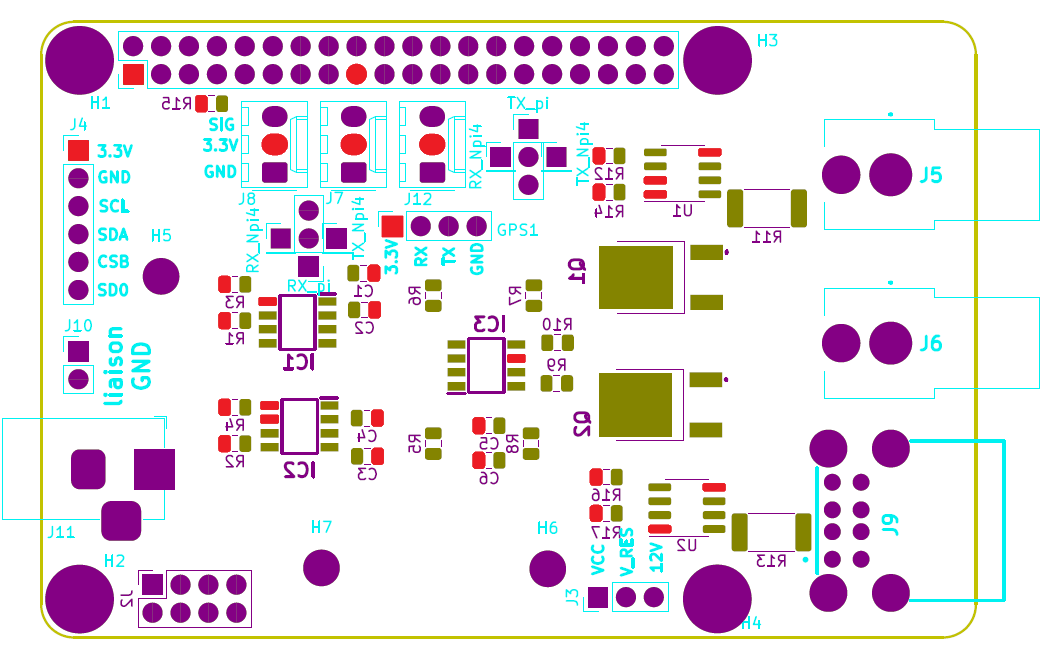 H3
H1
R15
TX_pi
J4
SIG
3.3V
3.3V
GND
GND
SCL
SDA
CSB
SDO
J8
J7
J12
RX_Npi4
TX_Npi4
R12
R14
U1
R11
J5
RX_Npi4
TX_Npi4
RX_pi
3.3V
RX
TX
GND
GPS1
H5
R3
R1
C1
C2
IC1
R6
R7
IC3
R10
R9
Q1
J6
J10
liaison
GND
R4
R2
C4
C3
IC2
R5
C5
C6
R8
Q2
R16
R17
U2
R13
J9
J11
H7
H6
H2
J2
VCC
V_RES
12V
J3
H4